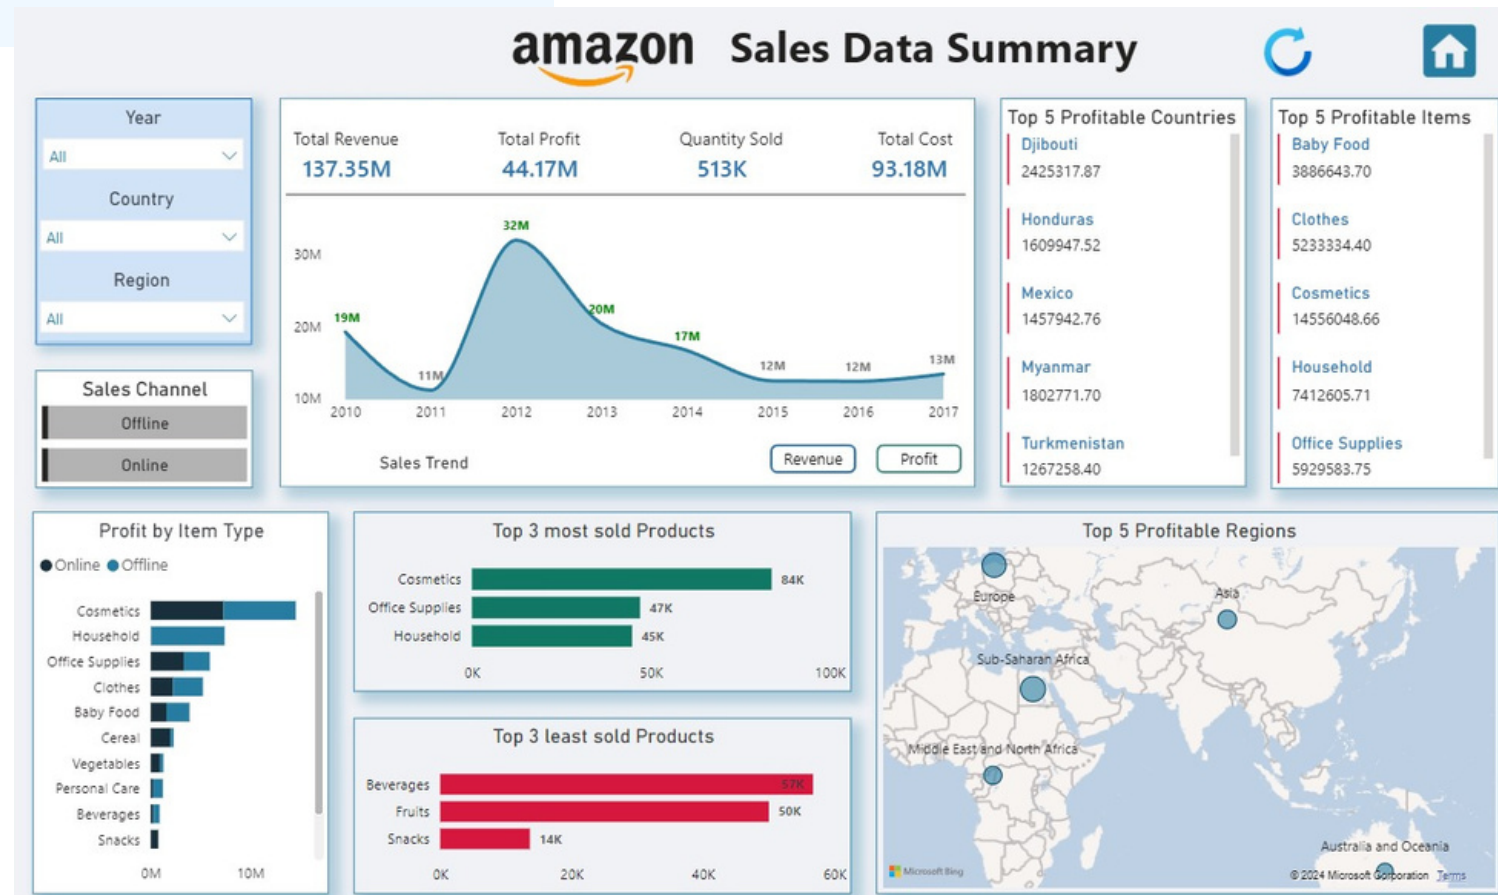 amazon Sales Data Summary
Year
All
Country
All
Region
All
Sales Channel
Offline
Online
Total Revenue
137.35M
Total Profit
44.17M
Quantity Sold
513K
Total Cost
93.18M
30M
20M
10M
19M
11M
32M
20M
17M
12M
12M
13M
2010 2011 2012 2013 2014 2015 2016 2017
Sales Trend
Revenue
Profit
Top 5 Profitable Countries
Djibouti
2425317.87
Honduras
1609947.52
Mexico
1457942.76
Myanmar
1802771.70
Turkmenistan
1267258.40
Top 5 Profitable Items
Baby Food
3886643.70
Clothes
5233334.40
Cosmetics
14556048.66
Household
7412605.71
Office Supplies
5929583.75
Profit by Item Type
Online Offline
Cosmetics
Household
Office Supplies
Clothes
Baby Food
Cereal
Vegetables
Personal Care
Beverages
Snacks
0M 10M
Top 3 most sold Products
Cosmetics 84K
Office Supplies 47K
Household 45K
0K 50K 100K
Top 3 least sold Products
Beverages 57K
Fruits 50K
Snacks 14K
0K 20K 40K 60K
Top 5 Profitable Regions
Europe
Asia
Sub-Saharan Africa
Middle East and North Africa
Australia and Oceania
Microsoft Bing
© 2024 Microsoft Corporation Terms